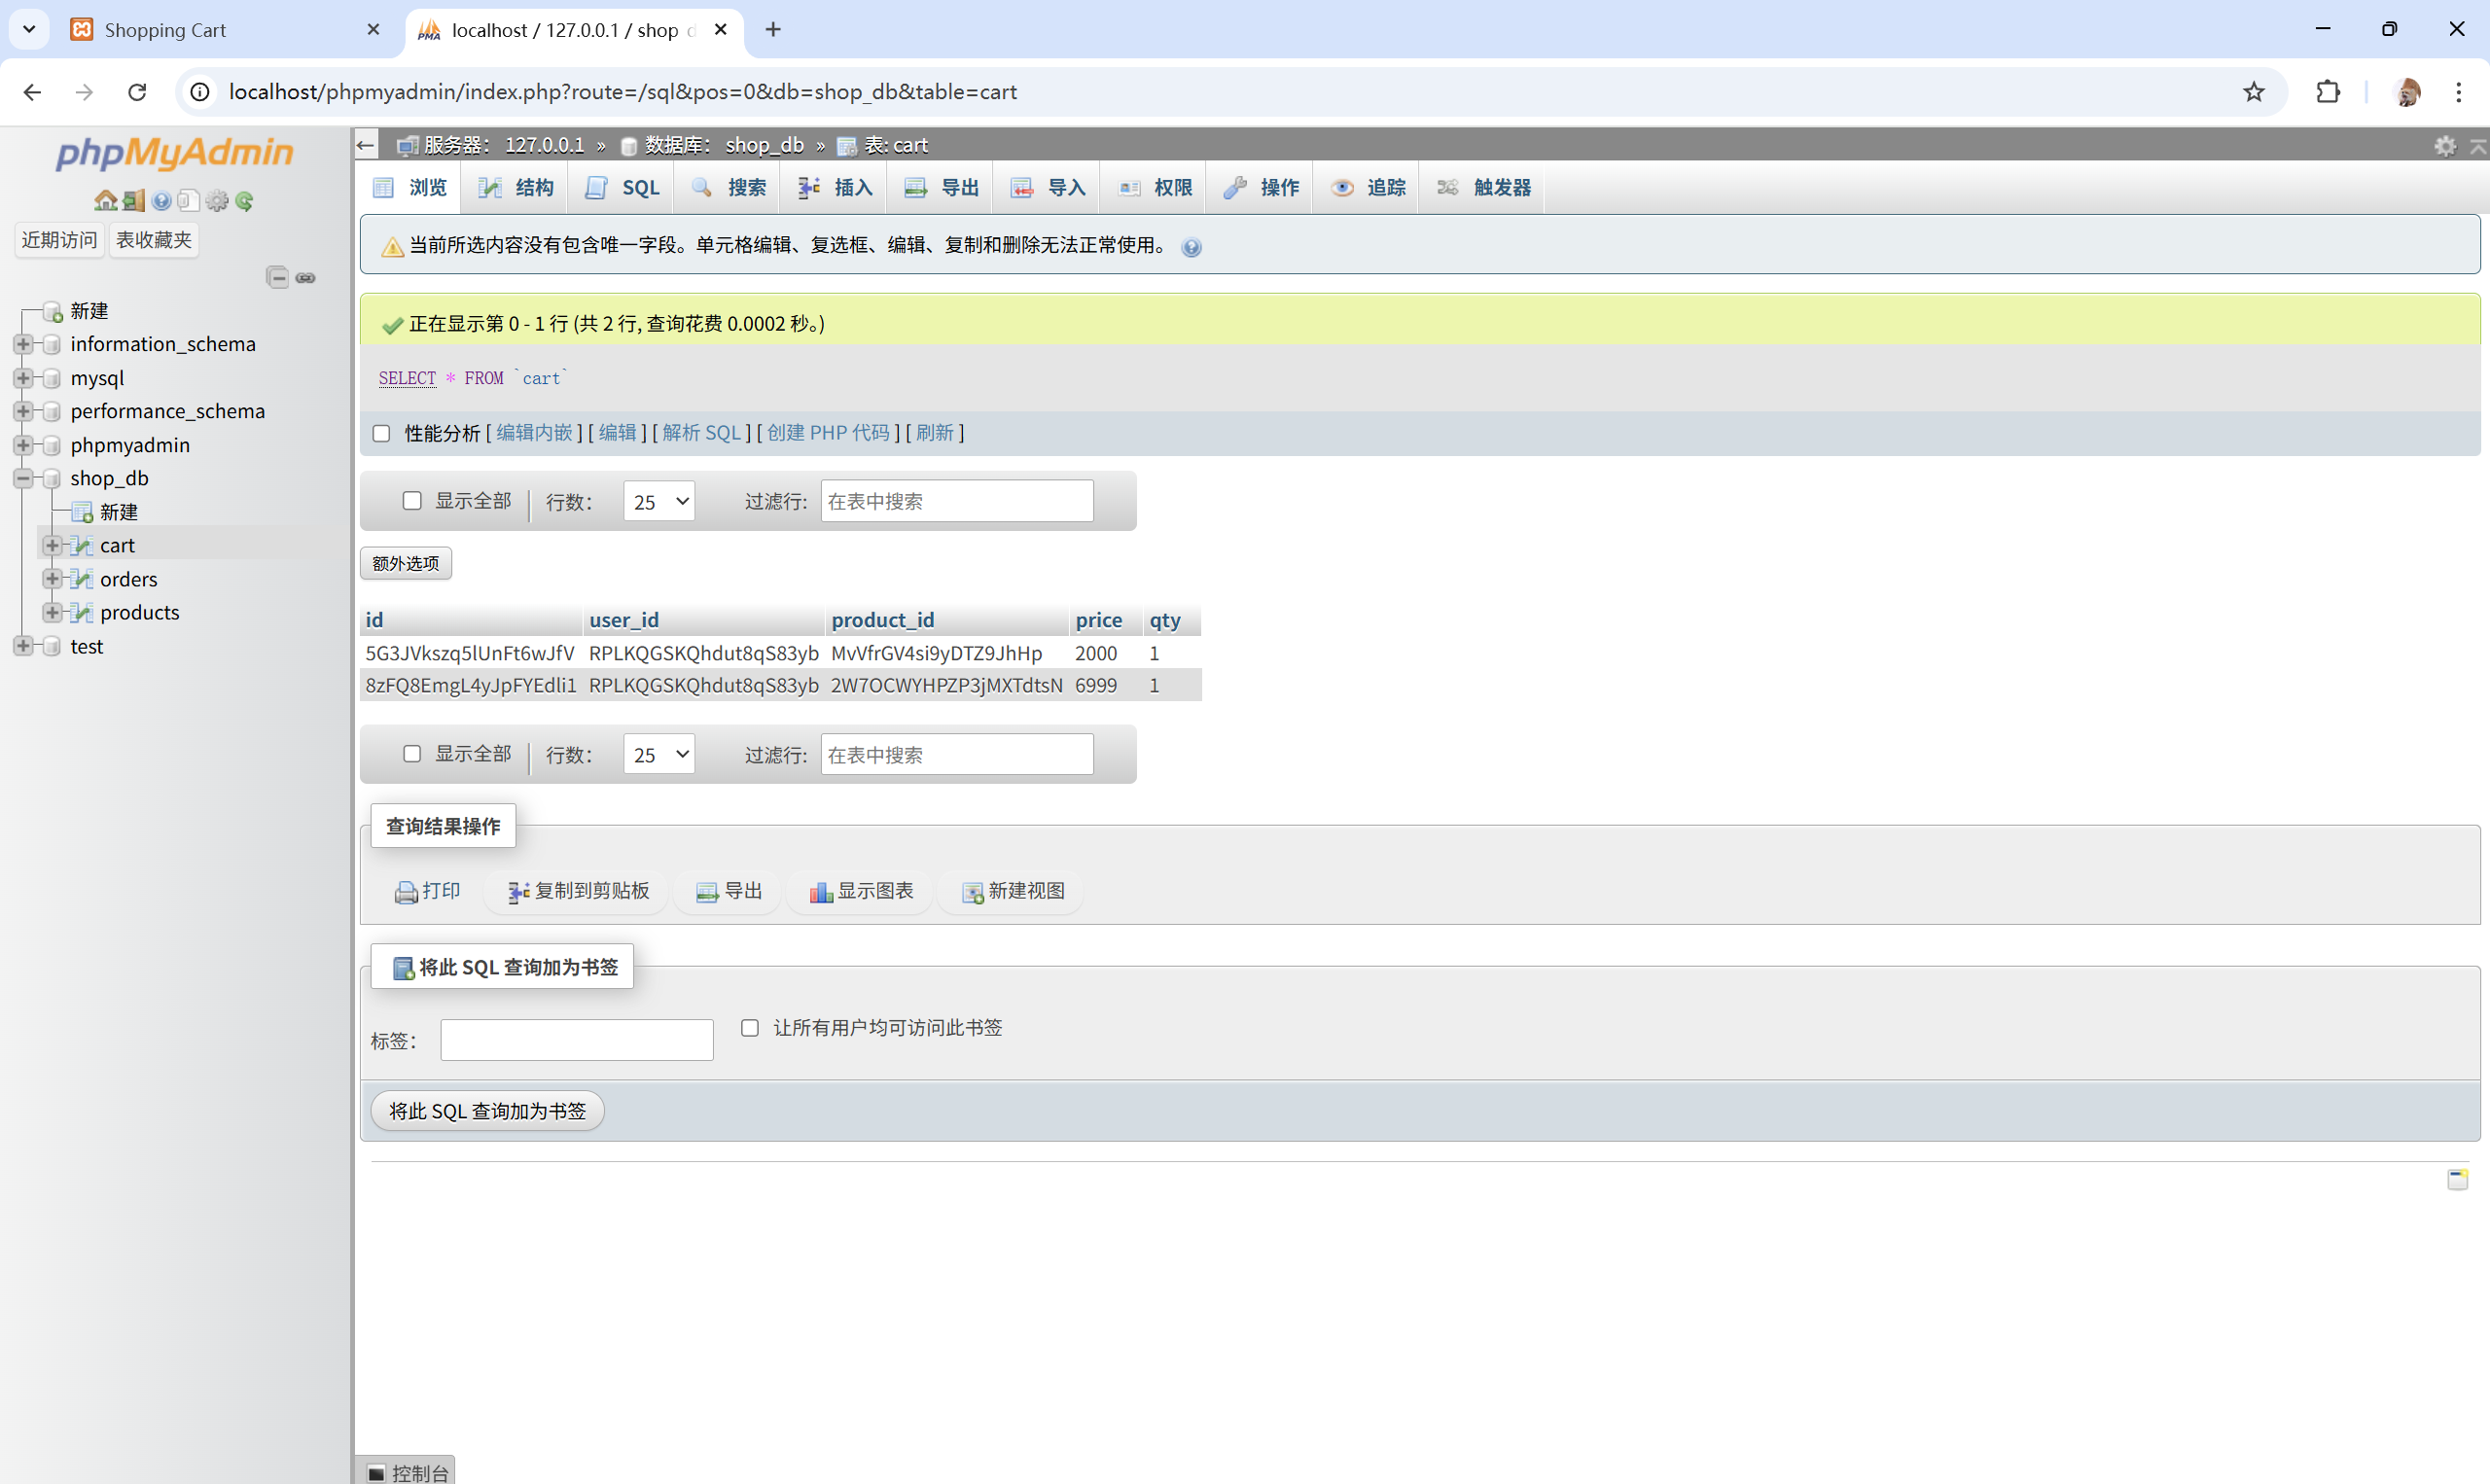 Shopping Cart
localhost / 127.0.0.1 / shop
localhost/phpmyadmin/index.php?route=/sql&pos=0&db=shop_db&table=cart
phpMyAdmin
近期访问 表收藏夹
新建
information_schema
mysql
performance_schema
phpmyadmin
shop_db
新建
cart
orders
products
test
服务器： 127.0.0.1 » 数据库： shop_db » 表: cart
浏览 结构 SQL 搜索 插入 导出 导入 权限 操作 追踪 触发器
当前所选内容没有包含唯一字段。单元格编辑、复选框、编辑、复制和删除无法正常使用。
正在显示第 0 - 1 行 (共 2 行, 查询花费 0.0002 秒。)
SELECT * FROM `cart`
性能分析 [ 编辑内嵌 ] [ 编辑 ] [ 解析 SQL ] [ 创建 PHP 代码 ] [ 刷新 ]
显示全部 行数： 25 过滤行: 在表中搜索
额外选项
id user_id product_id price qty
5G3JVkszq5lUnFt6wJfV RPLKQGSKQhdut8qS83yb MvVfrGV4si9yDTZ9JhHp 2000 1
8zFQ8EmgL4yJpFYEdli1 RPLKQGSKQhdut8qS83yb 2W7OCWYHPZP3jMXTdtsN 6999 1
显示全部 行数： 25 过滤行: 在表中搜索
查询结果操作
打印 复制到剪贴板 导出 显示图表 新建视图
将此 SQL 查询加为书签
标签： 让所有用户均可访问此书签
将此 SQL 查询加为书签
控制台